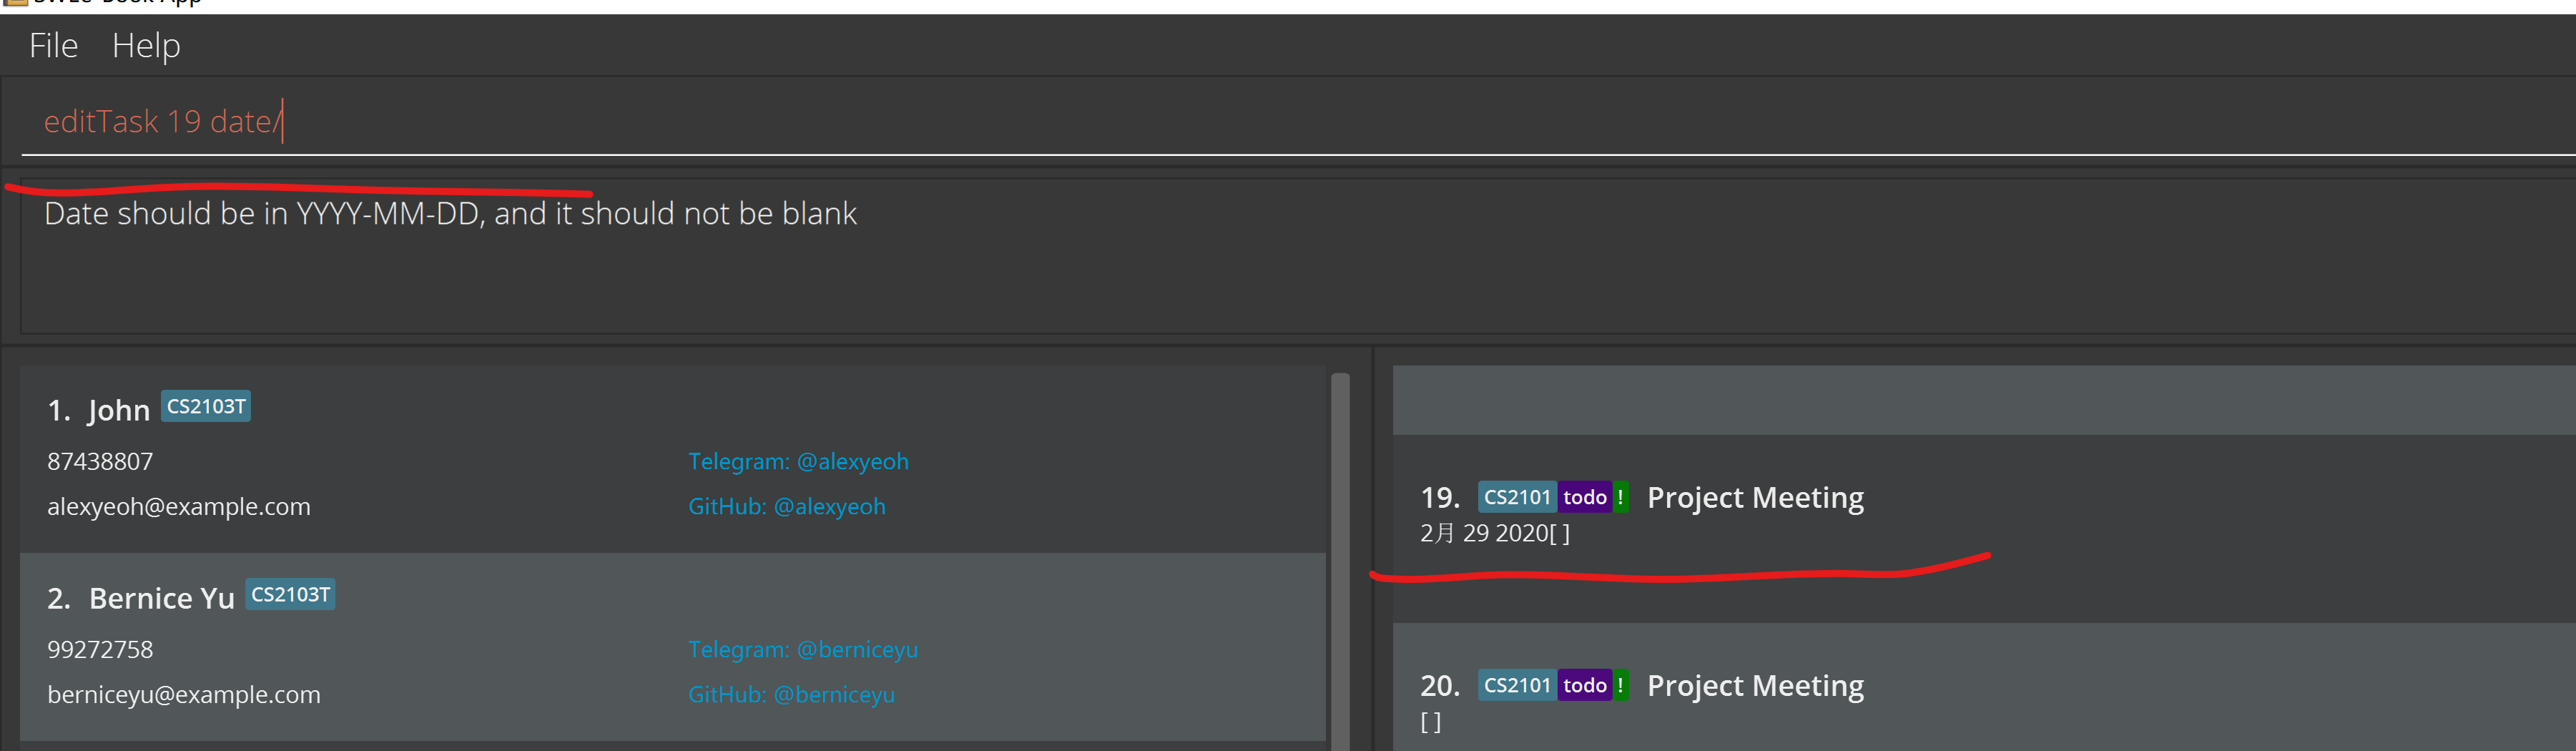 File Help
editTask 19 date/
Date should be in YYYY-MM-DD, and it should not be blank
1. John CS2103T
87438807
Telegram: @alexyeoh
alexyeoh@example.com
GitHub: @alexyeoh
2. Bernice Yu CS2103T
99272758
Telegram: @berniceyu
berniceyu@example.com
GitHub: @berniceyu
19. CS2101 todo ! Project Meeting
2月 29 2020[ ]
20. CS2101 todo ! Project Meeting
[ ]